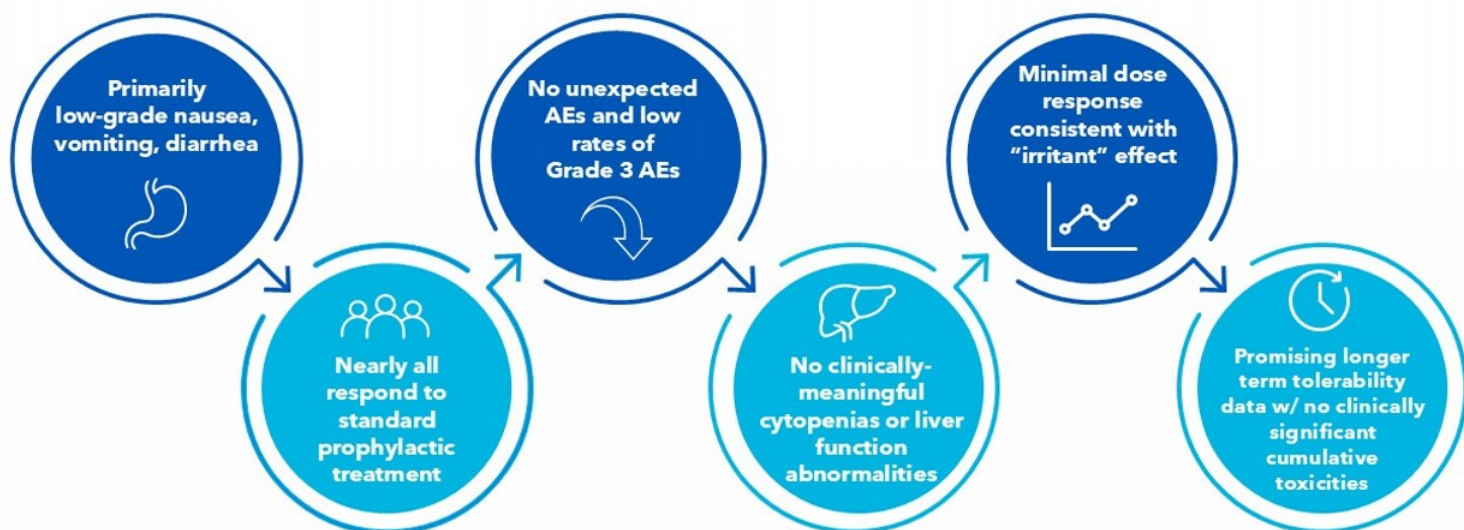 Primarily
low-grade nausea,
vomiting, diarrhea
Nearly all
respond to
standard
prophylactic
treatment
No unexpected
AEs and low
rates of
Grade 3 AEs
No clinically-
meaningful
cytopenias or liver
function
abnormalities
Minimal dose
response
consistent with
"irritant" effect
Promising longer
term tolerability
data w/ no clinically
significant
cumulative
toxicities